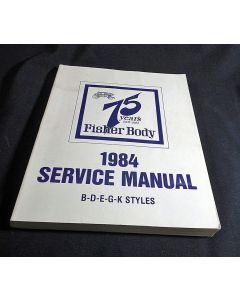 75
years
Fisher Body
1984
SERVICE MANUAL
B-D-E-G-K STYLES